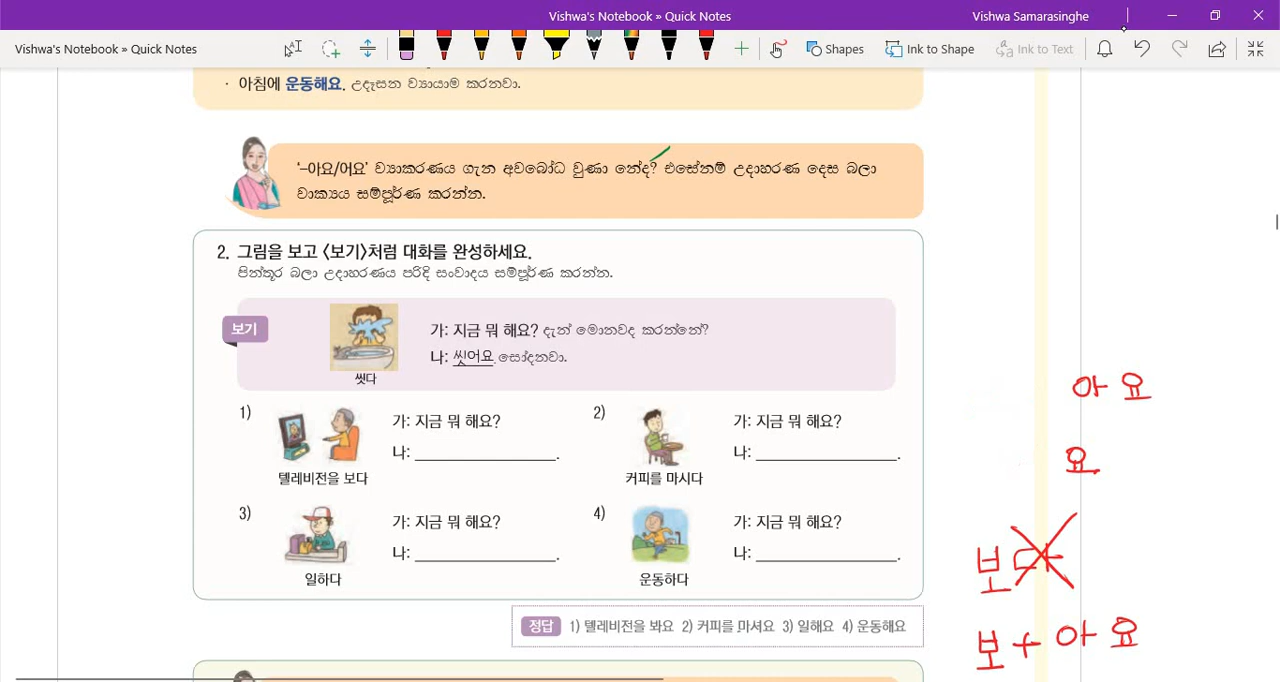 Vishwa's Notebook » Quick Notes
Vishwa Samarasinghe
Vishwa's Notebook » Quick Notes
Shapes
Ink to Shape
Ink to Text
· 아침에 운동해요. උදෑසන ව්‍යායාම කරනවා.
'-아요/어요' ව්‍යාකරණය ගැන අවබෝධ වුණා නේද? එසේනම් උදාහරණ දෙස බලා
වාක්‍යය සම්පූර්ණ කරන්න.
2. 그림을 보고 <보기>처럼 대화를 완성하세요.
පින්තූර බලා උදාහරණය පරිදි සංවාදය සම්පූර්ණ කරන්න.
보기
가: 지금 뭐 해요? දැන් මොනවද කරන්නේ?
나: 씻어요. සෝදනවා.
씻다
1)
가: 지금 뭐 해요?
나: .
텔레비전을 보다
2)
가: 지금 뭐 해요?
나: .
커피를 마시다
3)
가: 지금 뭐 해요?
나: .
일하다
4)
가: 지금 뭐 해요?
나: .
운동하다
정답 1) 텔레비전을 봐요 2) 커피를 마셔요 3) 일해요 4) 운동해요
아 요
요
보다
보 + 아 요